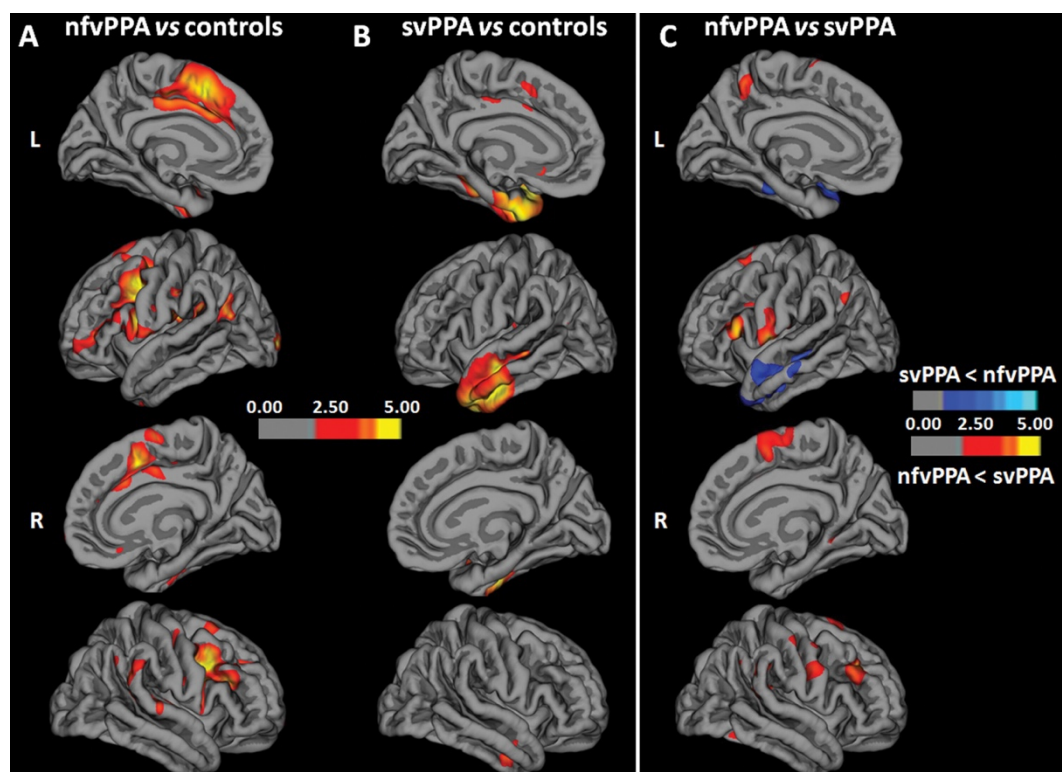 A nfvPPA vs controls
B svPPA vs controls
C nfvPPA vs svPPA
L
L
0.00 2.50 5.00
svPPA < nfvPPA
0.00 2.50 5.00
nfvPPA < svPPA
R
R